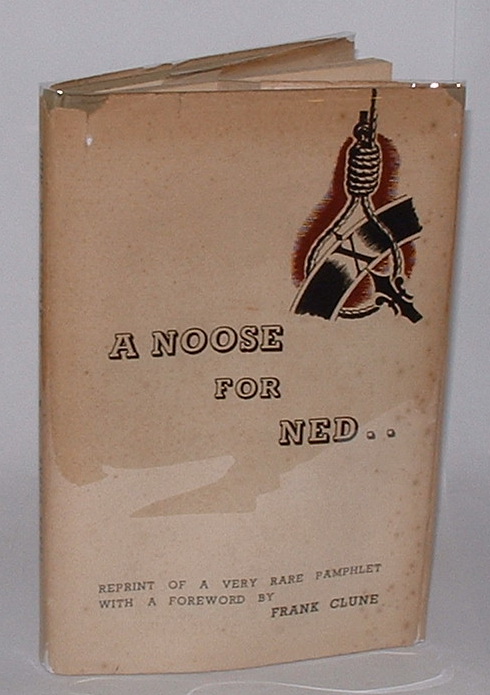 X
A NOOSE
FOR
NED..
REPRINT OF A VERY RARE PAMPHLET
WITH A FOREWORD BY
FRANK CLUNE